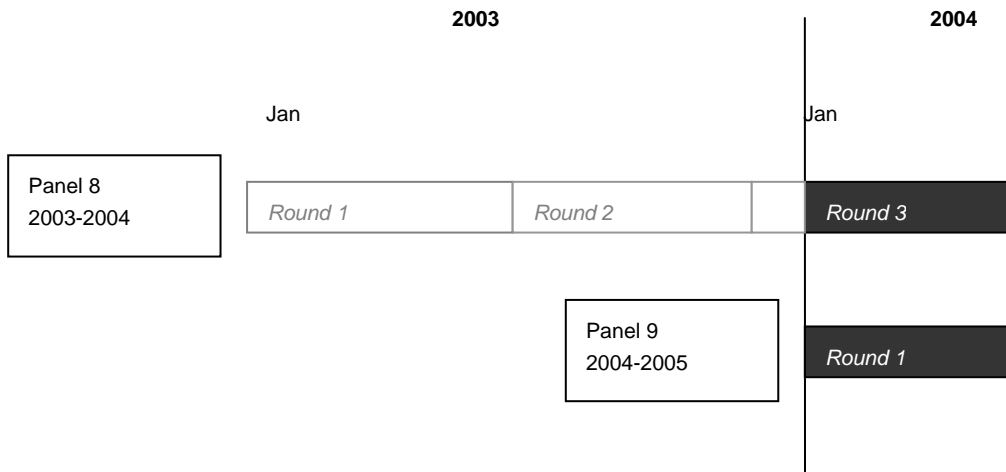 2003 2004
Jan Jan
Panel 8
2003-2004
Round 1 Round 2 Round 3
Panel 9
2004-2005
Round 1